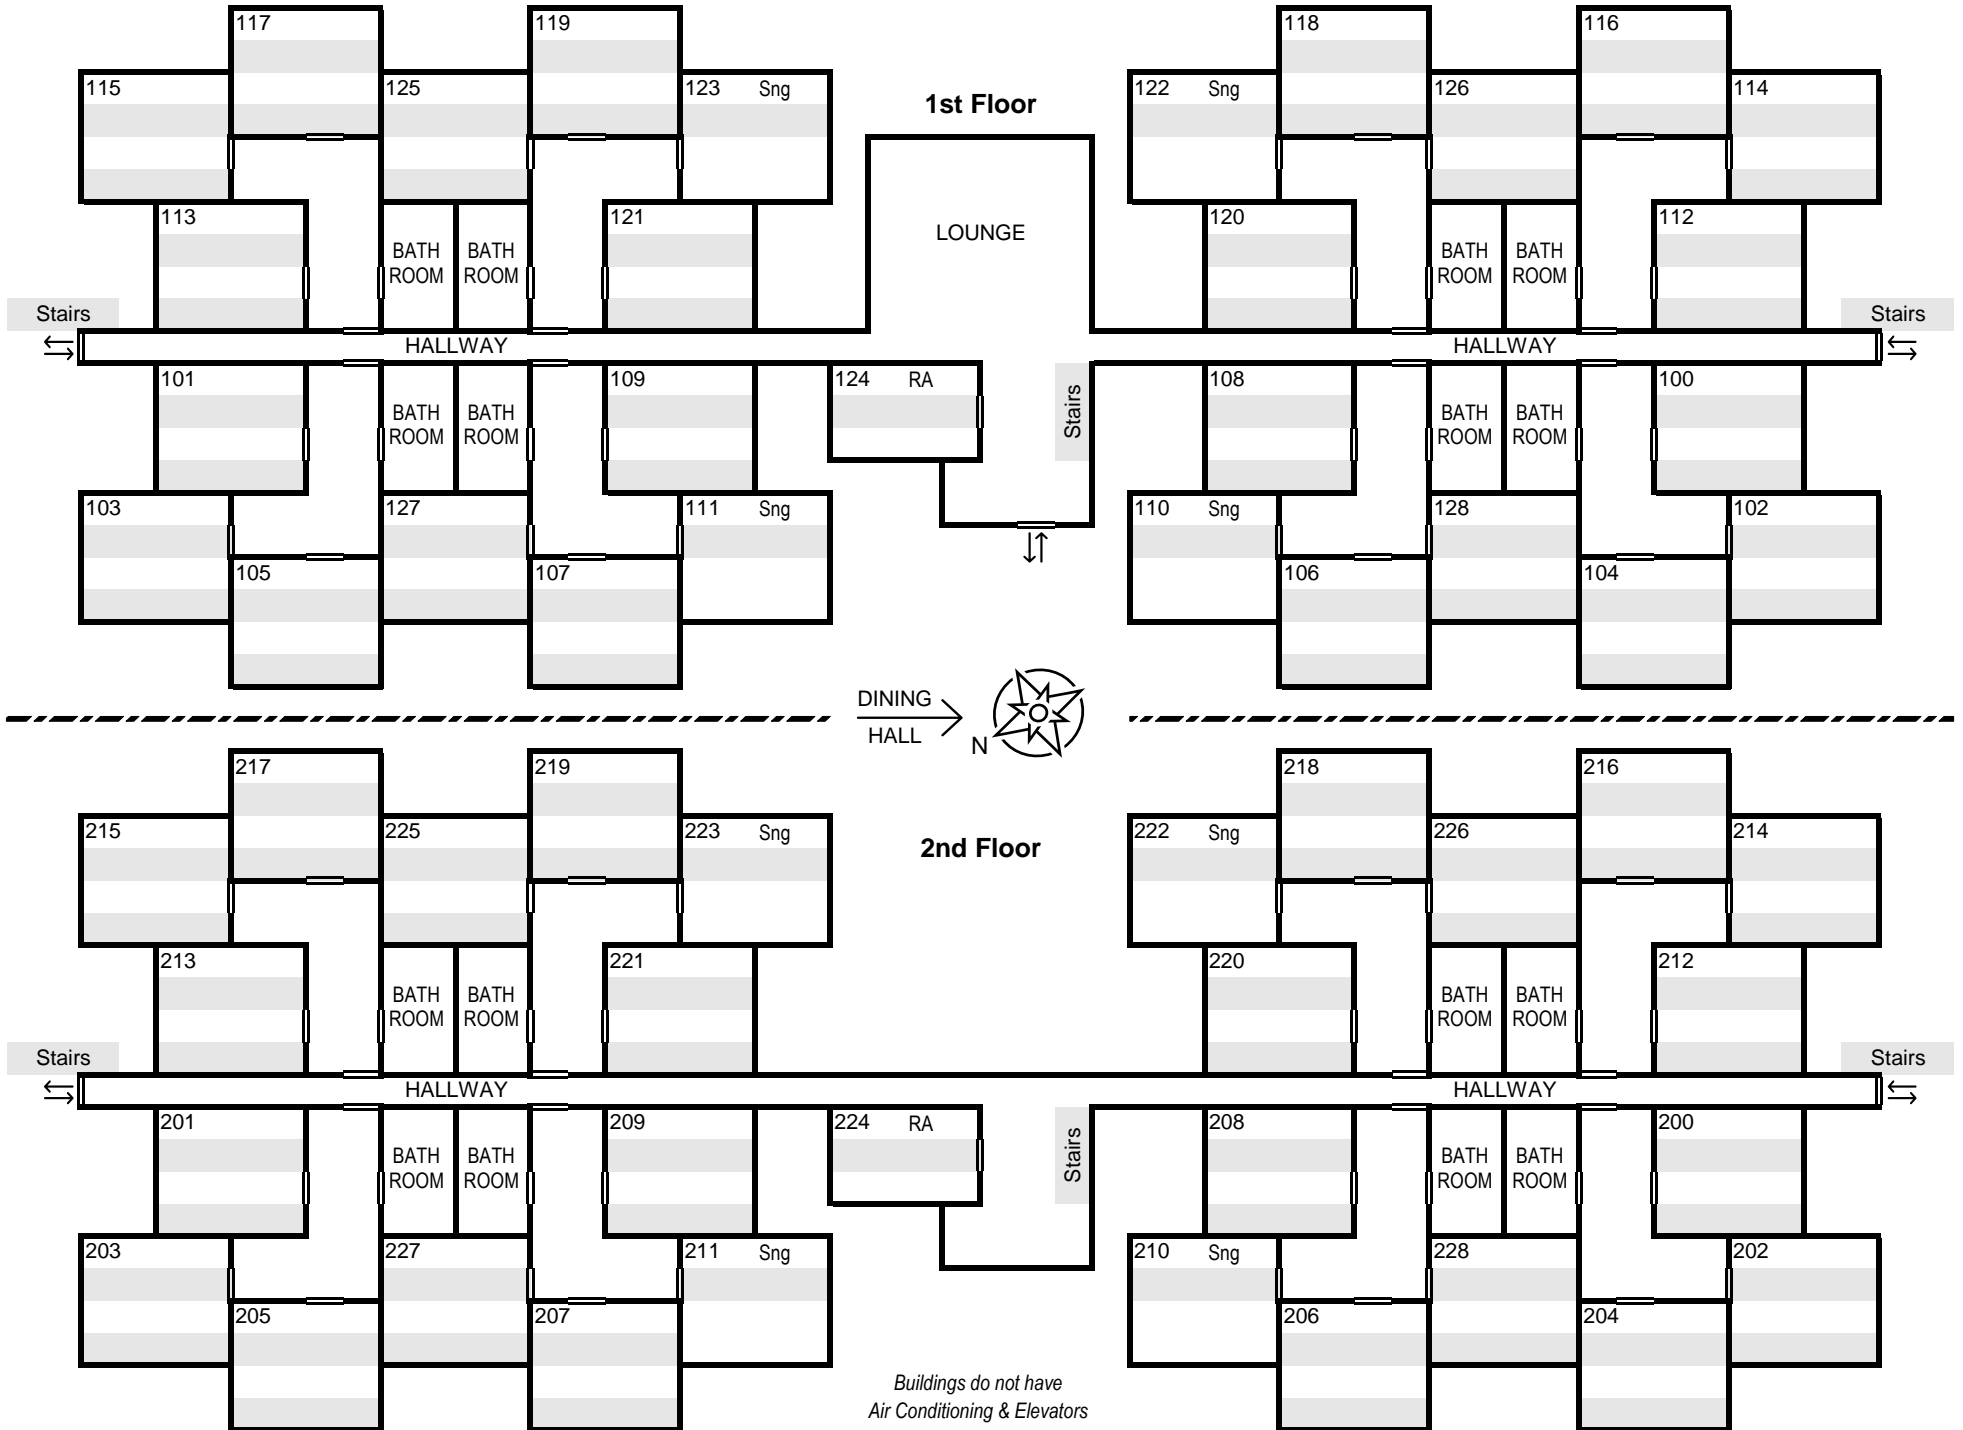 117
119
118
116
115
125
123 Sng
122 Sng
126
114
1st Floor
113
121
LOUNGE
120
112
BATH ROOM
BATH ROOM
BATH ROOM
BATH ROOM
Stairs
Stairs
HALLWAY
HALLWAY
101
109
124 RA
Stairs
108
100
BATH ROOM
BATH ROOM
BATH ROOM
BATH ROOM
103
127
111 Sng
110 Sng
128
102
105
107
106
104
DINING
HALL
N
217
219
218
216
215
225
223 Sng
222 Sng
226
214
2nd Floor
213
221
220
212
BATH ROOM
BATH ROOM
BATH ROOM
BATH ROOM
Stairs
Stairs
HALLWAY
HALLWAY
201
209
224 RA
Stairs
208
200
BATH ROOM
BATH ROOM
BATH ROOM
BATH ROOM
203
227
211 Sng
210 Sng
228
202
205
207
206
204
Buildings do not have
Air Conditioning & Elevators